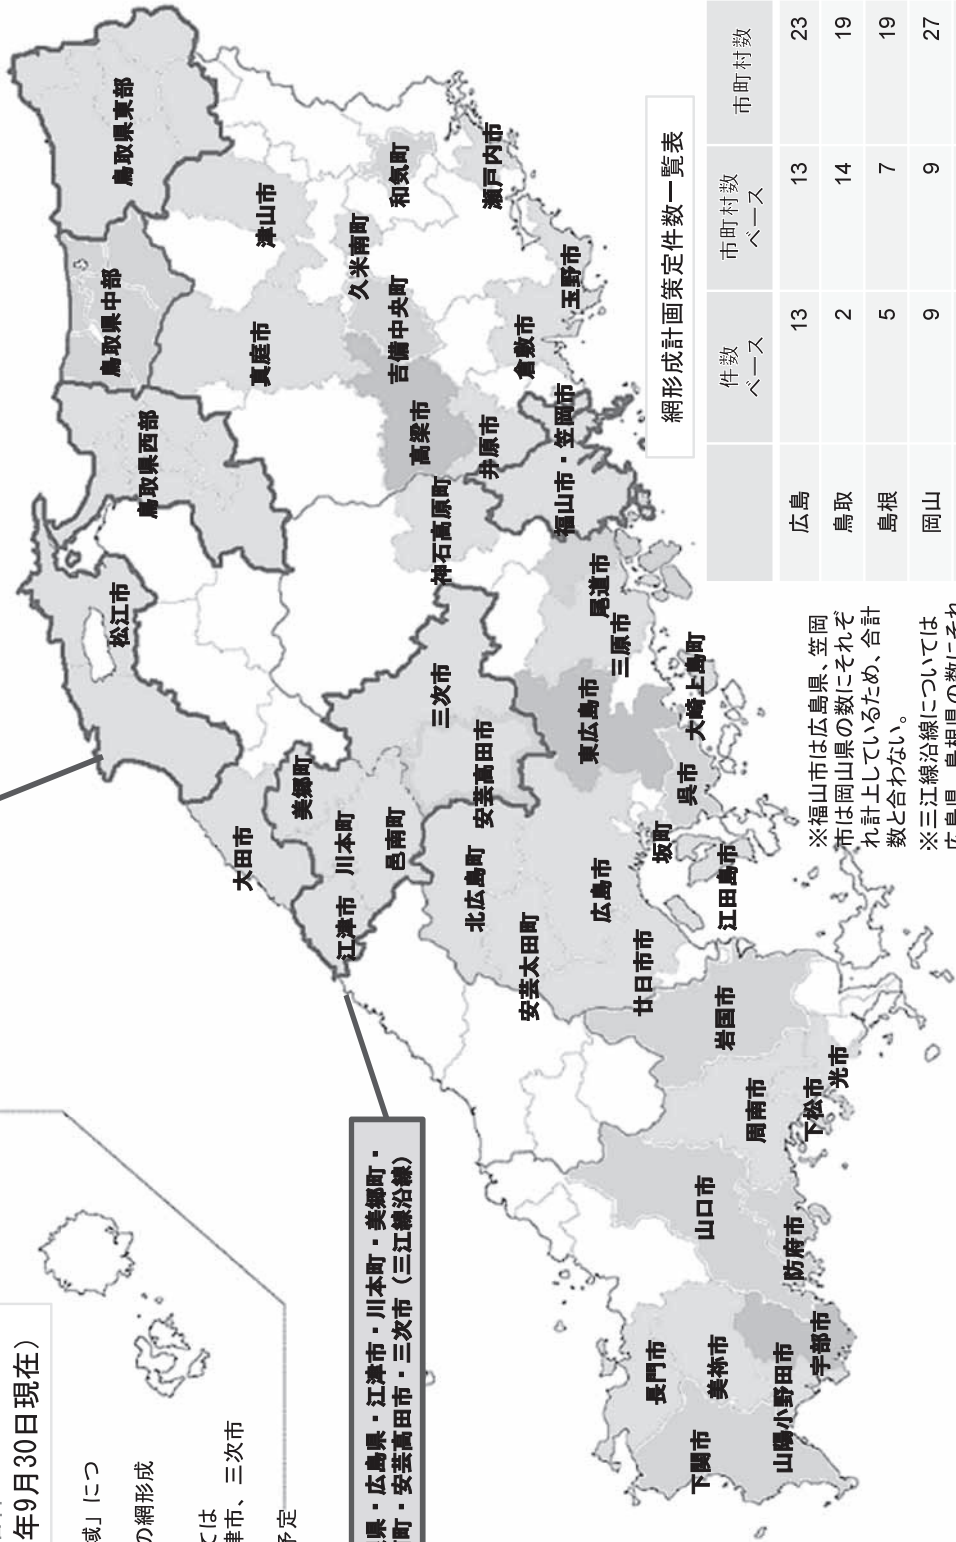 年9月30日現在）
域」につ
の網形成
ては
津市、三次市
予定
県・広島県・江津市・川本町・美郷町・
町・安芸高田市・三次市（三江線沿線）
鳥取県東部
鳥取県中部
鳥取県西部
松江市
大田市
美郷町
川本町
江津市
邑南町
津山市
真庭市
和気町
久米南町
吉備中央町
瀬戸内市
玉野市
倉敷市
高梁市
井原市
福山市・笠岡市
神石高原町
尾道市
三原市
三次市
安芸高田市
東広島市
大崎上島町
呉市
坂町
江田島市
北広島町
広島市
安芸太田町
廿日市市
岩国市
周南市
下松市
光市
山口市
防府市
長門市
美祢市
宇部市
山陽小野田市
下関市
網形成計画策定件数一覧表
件数ベース 市町村数ベース 市町村数
広島 13 13 23
鳥取 2 14 19
島根 5 7 19
岡山 9 9 27
※福山市は広島県、笠岡
市は岡山県の数にそれぞ
れ計上しているため、合計
数と合わない。
※三江線沿線については
広島県、島根県の数にそれ